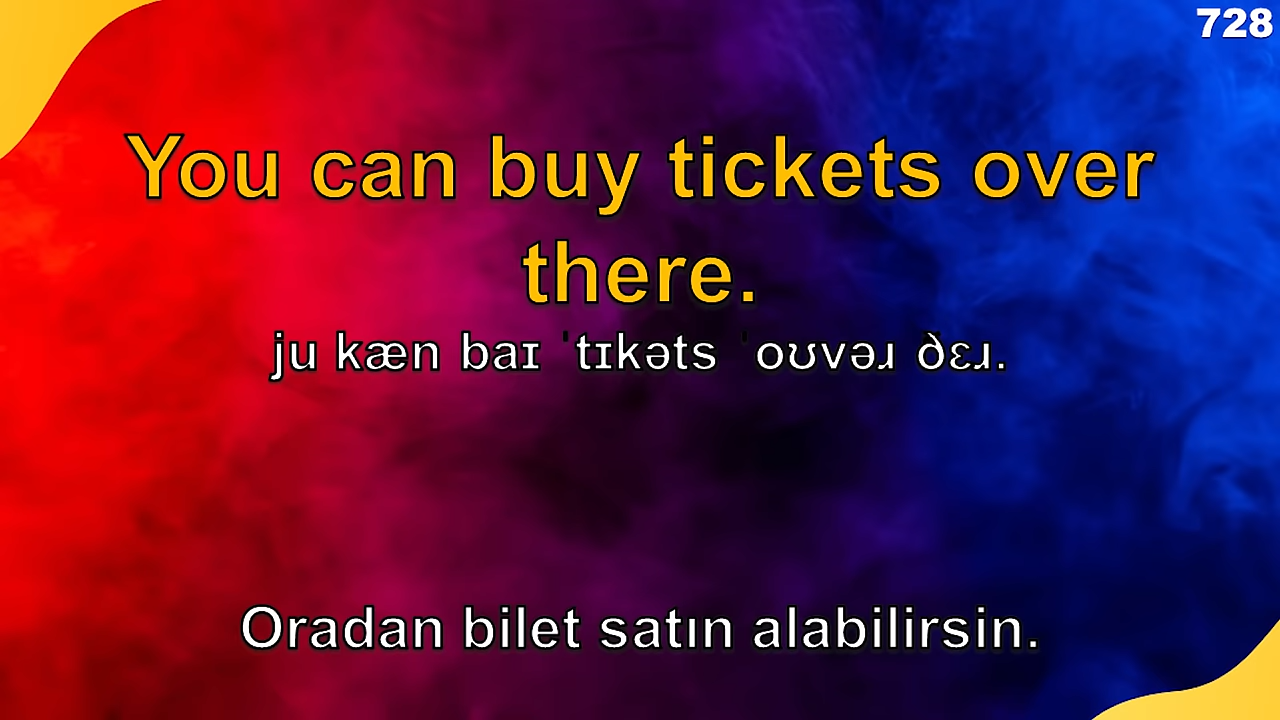 728
You can buy tickets over
there.
ju kæn baɪ ˈtɪkəts ˈoʊvəɹ ðɛɹ.
Oradan bilet satın alabilirsin.